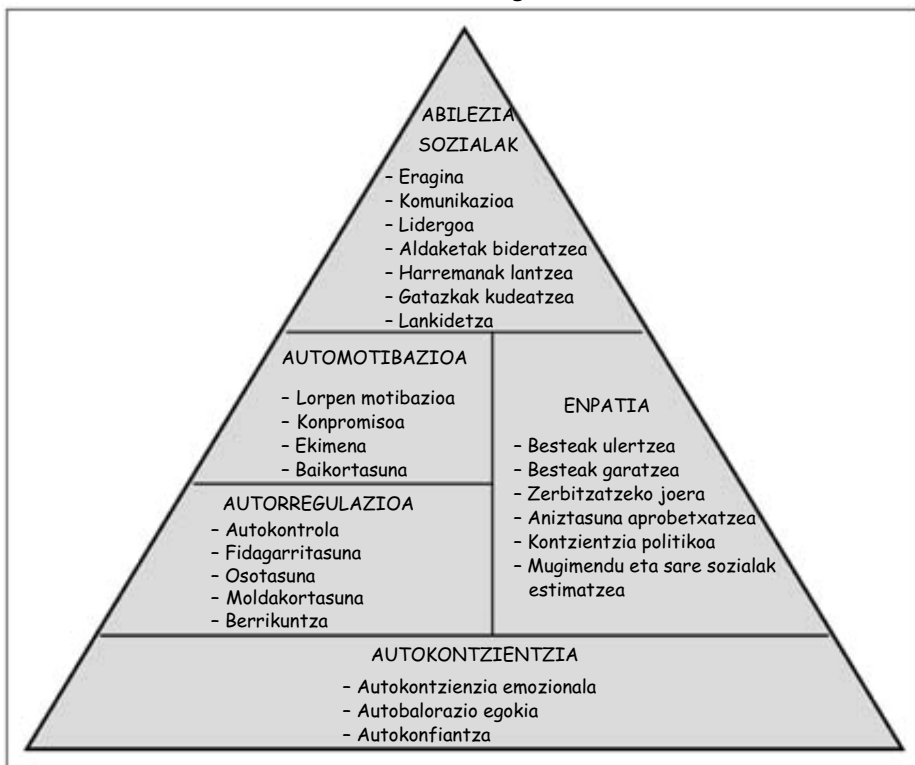 ABILEZIA
SOZIALAK
– Eragina
– Komunikazioa
– Lidergoa
– Aldaketak bideratzea
– Harremanak lantzea
– Gatazkak kudeatzea
– Lankidetza
AUTOMOTIBAZIOA
– Lorpen motibazioa
– Konpromisoa
– Ekimena
– Baikortasuna
AUTORREGULAZIOA
– Autokontrola
– Fidagarritasuna
– Osotasuna
– Moldakortasuna
– Berrikuntza
ENPATIA
– Besteak ulertzea
– Besteak garatzea
– Zerbitzatzeko joera
– Aniztasuna aprobetxatzea
– Kontzientzia politikoa
– Mugimendu eta sare sozialak
estimatzea
AUTOKONTZIENTZIA
– Autokontzienzia emozionala
– Autobalorazio egokia
– Autokonfiantza